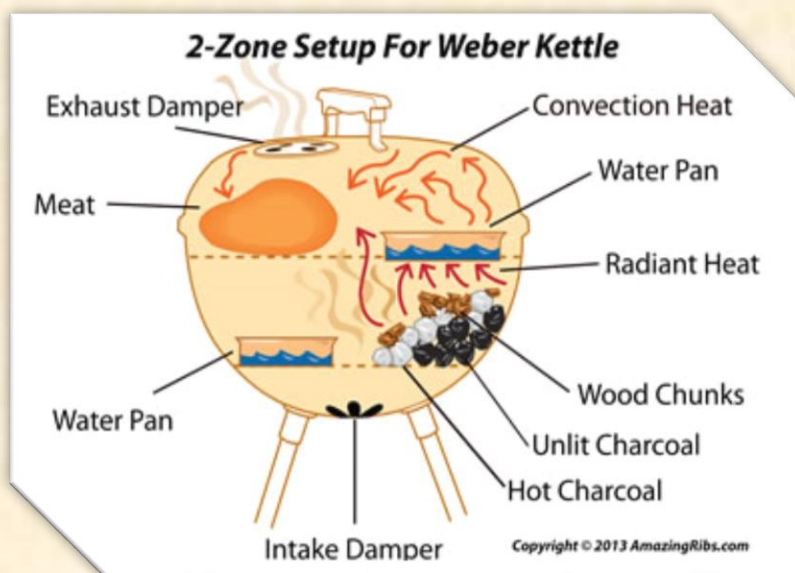 2-Zone Setup For Weber Kettle
Exhaust Damper
Convection Heat
Water Pan
Meat
Radiant Heat
Wood Chunks
Water Pan
Unlit Charcoal
Hot Charcoal
Intake Damper
Copyright © 2013 AmazingRibs.com